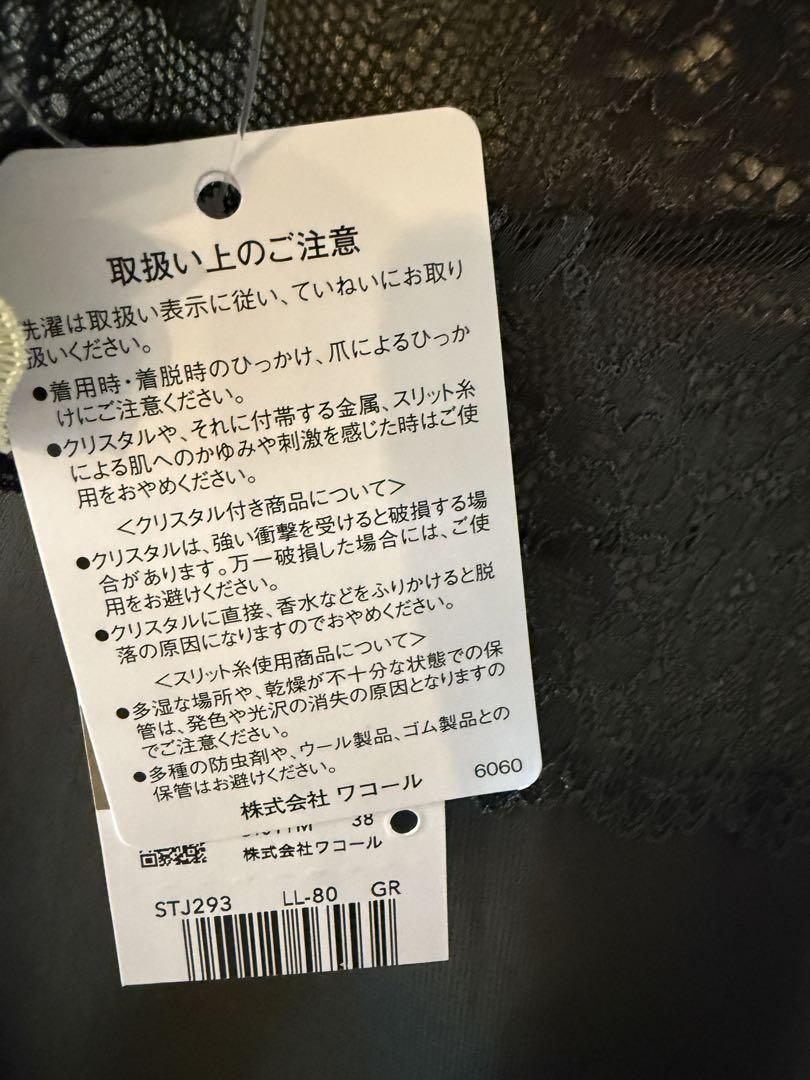 取扱い上のご注意
洗濯は取扱い表示に従い、ていねいにお取り
扱いください。
●着用時・着脱時のひっかけ、爪によるひっか
けにご注意ください。
●クリスタルや、それに付帯する金属、スリット糸
による肌へのかゆみや刺激を感じた時はご使
用をおやめください。
＜クリスタル付き商品について＞
●クリスタルは、強い衝撃を受けると破損する場
合があります。万一破損した場合には、ご使
用をお避けください。
●クリスタルに直接、香水などをふりかけると脱
落の原因になりますのでおやめください。
＜スリット糸使用商品について＞
●多湿な場所や、乾燥が不十分な状態での保
管は、発色や光沢の消失の原因となりますの
でご注意ください。
●多種の防虫剤や、ウール製品、ゴム製品との
保管はお避けください。
株式会社 ワコール
6060
38
株式会社ワコール
STJ293 LL-80 GR